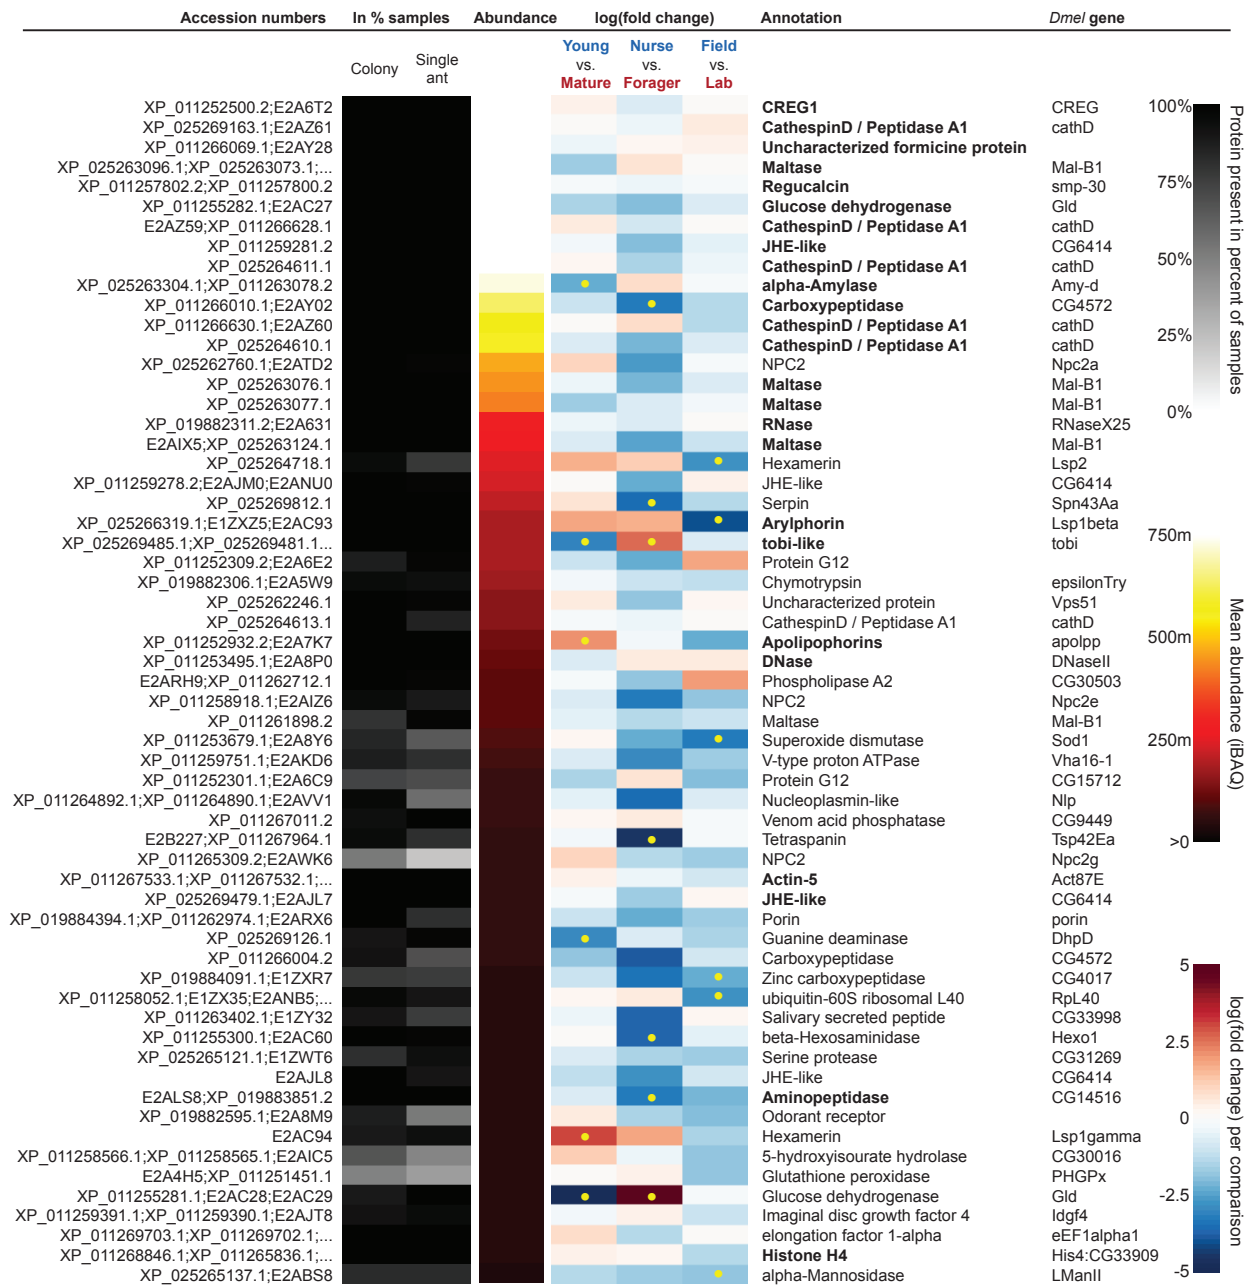 Accession numbers In % samples Abundance log(fold change) Annotation Dmel gene
Colony Single ant Young vs. Mature Nurse vs. Forager Field vs. Lab
XP_011252500.2;E2A6T2 CREG1 CREG
XP_025269163.1;E2AZ61 CathespinD / Peptidase A1 cathD
XP_011266069.1;E2AY28 Uncharacterized formicine protein
XP_025263096.1;XP_025263073.1;... Maltase Mal-B1
XP_011257802.2;XP_011257800.2 Regucalcin smp-30
XP_011255282.1;E2AC27 Glucose dehydrogenase Gld
E2AZ59;XP_011266628.1 CathespinD / Peptidase A1 cathD
XP_011259281.2 JHE-like CG6414
XP_025264611.1 CathespinD / Peptidase A1 cathD
XP_025263304.1;XP_011263078.2 alpha-Amylase Amy-d
XP_011266010.1;E2AY02 Carboxypeptidase CG4572
XP_011266630.1;E2AZ60 CathespinD / Peptidase A1 cathD
XP_025264610.1 CathespinD / Peptidase A1 cathD
XP_025262760.1;E2ATD2 NPC2 Npc2a
XP_025263076.1 Maltase Mal-B1
XP_025263077.1 Maltase Mal-B1
XP_019882311.2;E2A631 RNase RNaseX25
E2AIX5;XP_025263124.1 Maltase Mal-B1
XP_025264718.1 Hexamerin Lsp2
XP_011259278.2;E2AJM0;E2ANU0 JHE-like CG6414
XP_025269812.1 Serpin Spn43Aa
XP_025266319.1;E1ZXZ5;E2AC93 Arylphorin Lsp1beta
XP_025269485.1;XP_025269481.1... tobi-like tobi
XP_011252309.2;E2A6E2 Protein G12
XP_019882306.1;E2A5W9 Chymotrypsin epsilonTry
XP_025262246.1 Uncharacterized protein Vps51
XP_025264613.1 CathespinD / Peptidase A1 cathD
XP_011252932.2;E2A7K7 Apolipophorins apolpp
XP_011253495.1;E2A8P0 DNase DNaseII
E2ARH9;XP_011262712.1 Phospholipase A2 CG30503
XP_011258918.1;E2AIZ6 NPC2 Npc2e
XP_011261898.2 Maltase Mal-B1
XP_011253679.1;E2A8Y6 Superoxide dismutase Sod1
XP_011259751.1;E2AKD6 V-type proton ATPase Vha16-1
XP_011252301.1;E2A6C9 Protein G12 CG15712
XP_011264892.1;XP_011264890.1;E2AVV1 Nucleoplasmin-like Nlp
XP_011267011.2 Venom acid phosphatase CG9449
E2B227;XP_011267964.1 Tetraspanin Tsp42Ea
XP_011265309.2;E2AWK6 NPC2 Npc2g
XP_011267533.1;XP_011267532.1;... Actin-5 Act87E
XP_025269479.1;E2AJL7 JHE-like CG6414
XP_019884394.1;XP_011262974.1;E2ARX6 Porin porin
XP_025269126.1 Guanine deaminase DhpD
XP_011266004.2 Carboxypeptidase CG4572
XP_019884091.1;E1ZXR7 Zinc carboxypeptidase CG4017
XP_011258052.1;E1ZX35;E2ANB5;... ubiquitin-60S ribosomal L40 RpL40
XP_011263402.1;E1ZY32 Salivary secreted peptide CG33998
XP_011255300.1;E2AC60 beta-Hexosaminidase Hexo1
XP_025265121.1;E1ZWT6 Serine protease CG31269
E2AJL8 JHE-like CG6414
E2ALS8;XP_019883851.2 Aminopeptidase CG14516
XP_019882595.1;E2A8M9 Odorant receptor
E2AC94 Hexamerin Lsp1gamma
XP_011258566.1;XP_011258565.1;E2AIC5 5-hydroxyisourate hydrolase CG30016
E2A4H5;XP_011251451.1 Glutathione peroxidase PHGPx
XP_011255281.1;E2AC28;E2AC29 Glucose dehydrogenase Gld
XP_011259391.1;XP_011259390.1;E2AJT8 Imaginal disc growth factor 4 Idgf4
XP_011269703.1;XP_011269702.1;... elongation factor 1-alpha eEF1alpha1
XP_011268846.1;XP_011265836.1;... Histone H4 His4:CG33909
XP_025265137.1;E2ABS8 alpha-Mannosidase LManII
100%
75%
50%
25%
0%
Protein present in percent of samples
750m
500m
250m
>0
Mean abundance (iBAQ)
5
2.5
0
-2.5
-5
log(fold change) per comparison